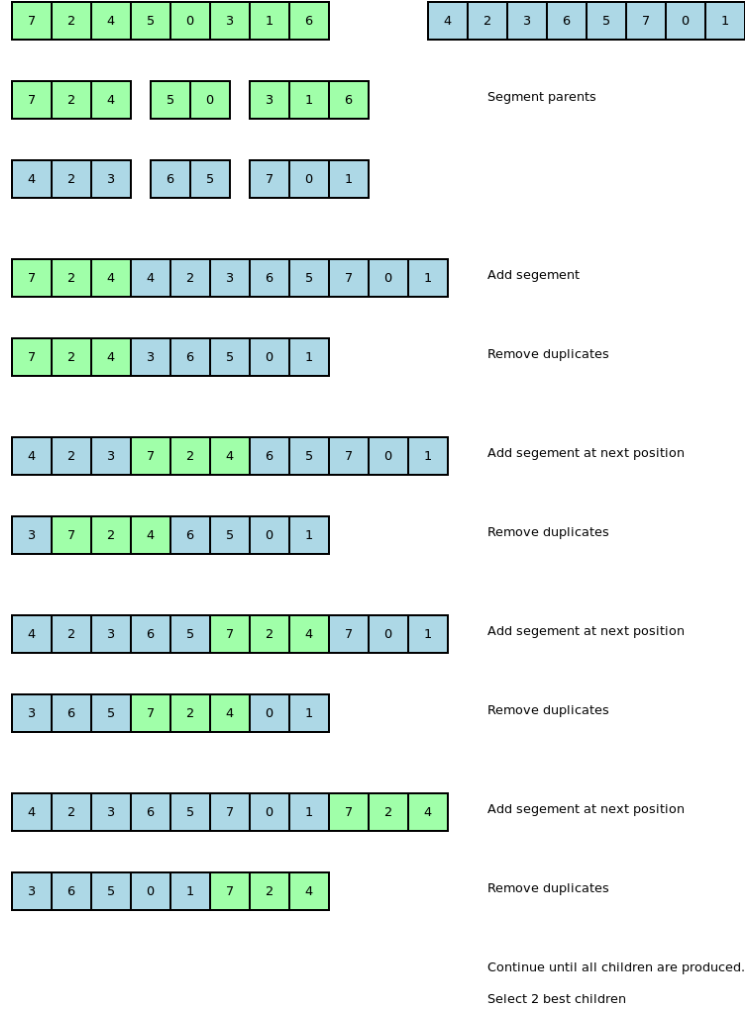 7 2 4 5 0 3 1 6 4 2 3 6 5 7 0 1
7 2 4 5 0 3 1 6 Segment parents
4 2 3 6 5 7 0 1
7 2 4 4 2 3 6 5 7 0 1 Add segement
7 2 4 3 6 5 0 1 Remove duplicates
4 2 3 7 2 4 6 5 7 0 1 Add segement at next position
3 7 2 4 6 5 0 1 Remove duplicates
4 2 3 6 5 7 2 4 7 0 1 Add segement at next position
3 6 5 7 2 4 0 1 Remove duplicates
4 2 3 6 5 7 0 1 7 2 4 Add segement at next position
3 6 5 0 1 7 2 4 Remove duplicates
Continue until all children are produced.
Select 2 best children